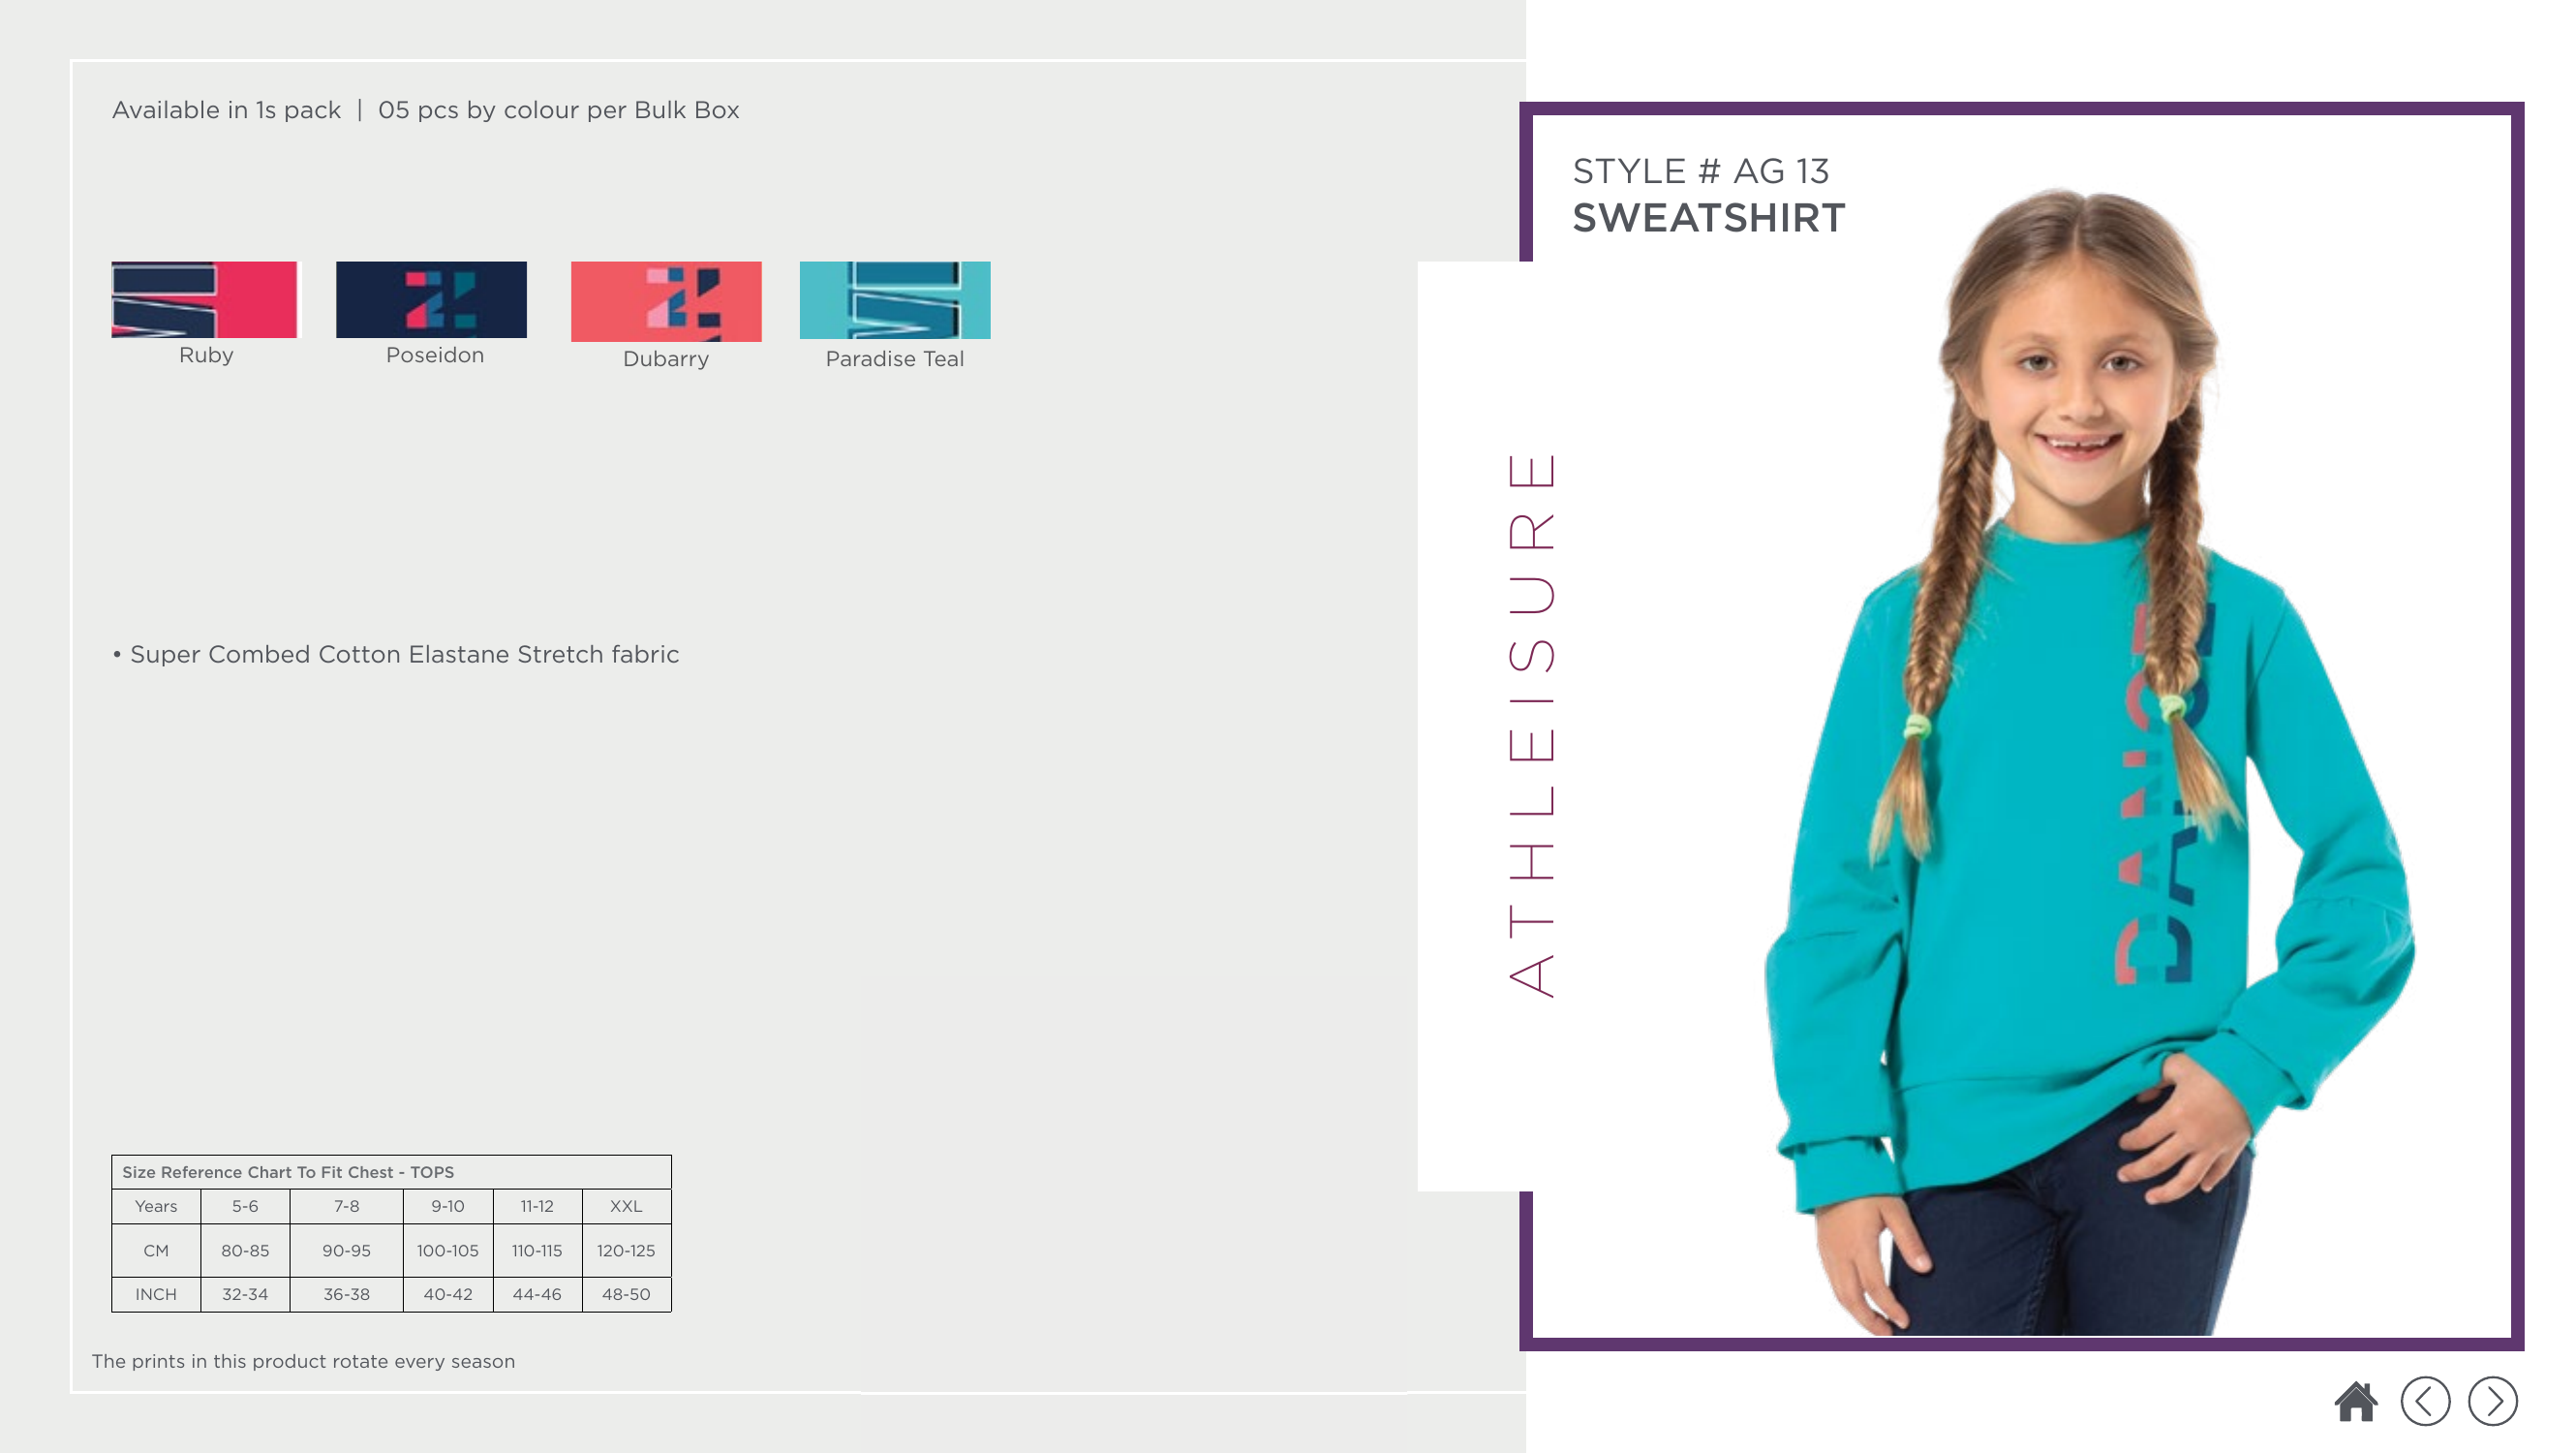 Available in 1s pack | 05 pcs by colour per Bulk Box
Ruby
Poseidon
Dubarry
Paradise Teal
• Super Combed Cotton Elastane Stretch fabric
Size Reference Chart To Fit Chest - TOPS
Years 5-6 7-8 9-10 11-12 XXL
CM 80-85 90-95 100-105 110-115 120-125
INCH 32-34 36-38 40-42 44-46 48-50
The prints in this product rotate every season
ATHLEISURE
STYLE # AG 13
SWEATSHIRT